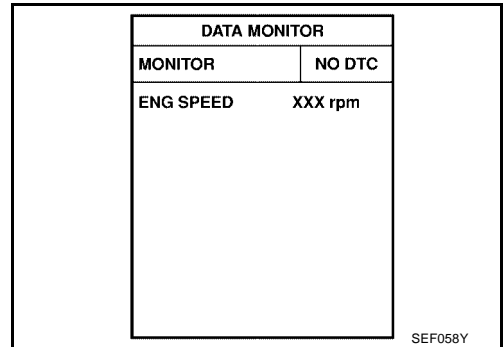 DATA MONITOR
MONITOR NO DTC
ENG SPEED XXX rpm
SEF058Y